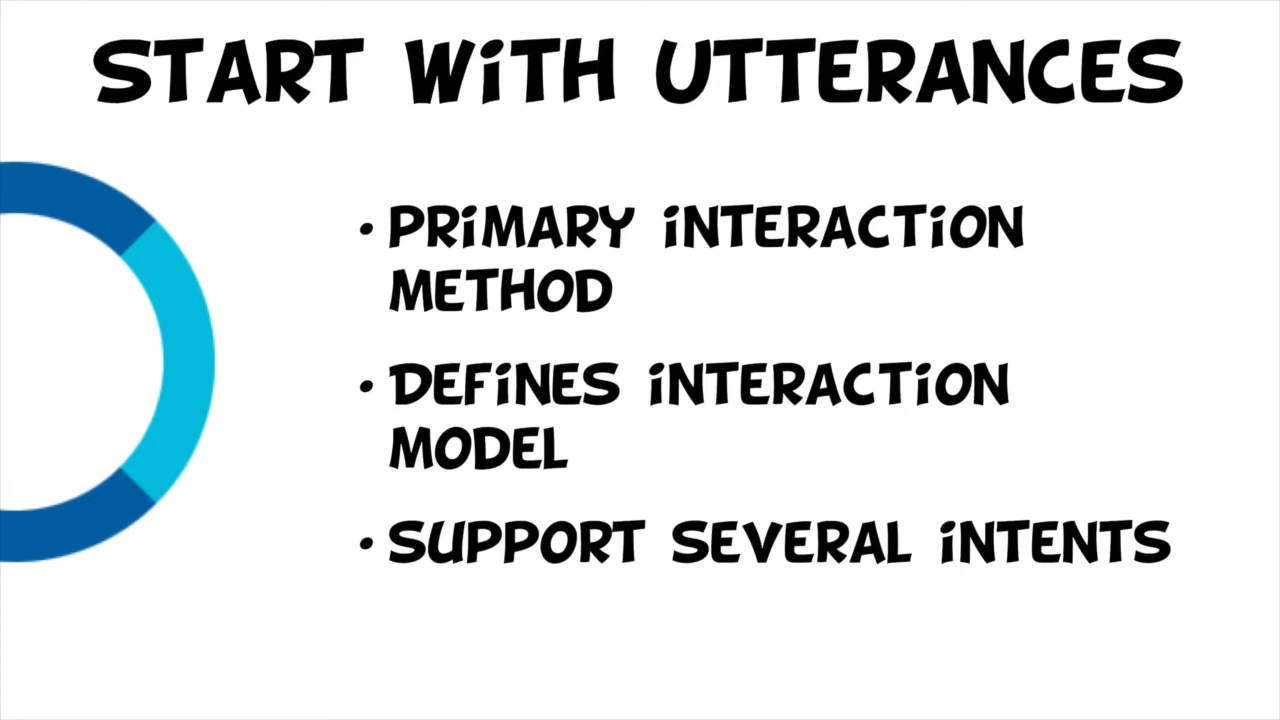 START WiTH UTTERANCES
• PRiMARY iNTERACTiON
METHOD
• DEFiNES iNTERACTiON
MODEL
• SUPPORT SEVERAL iNTENTS